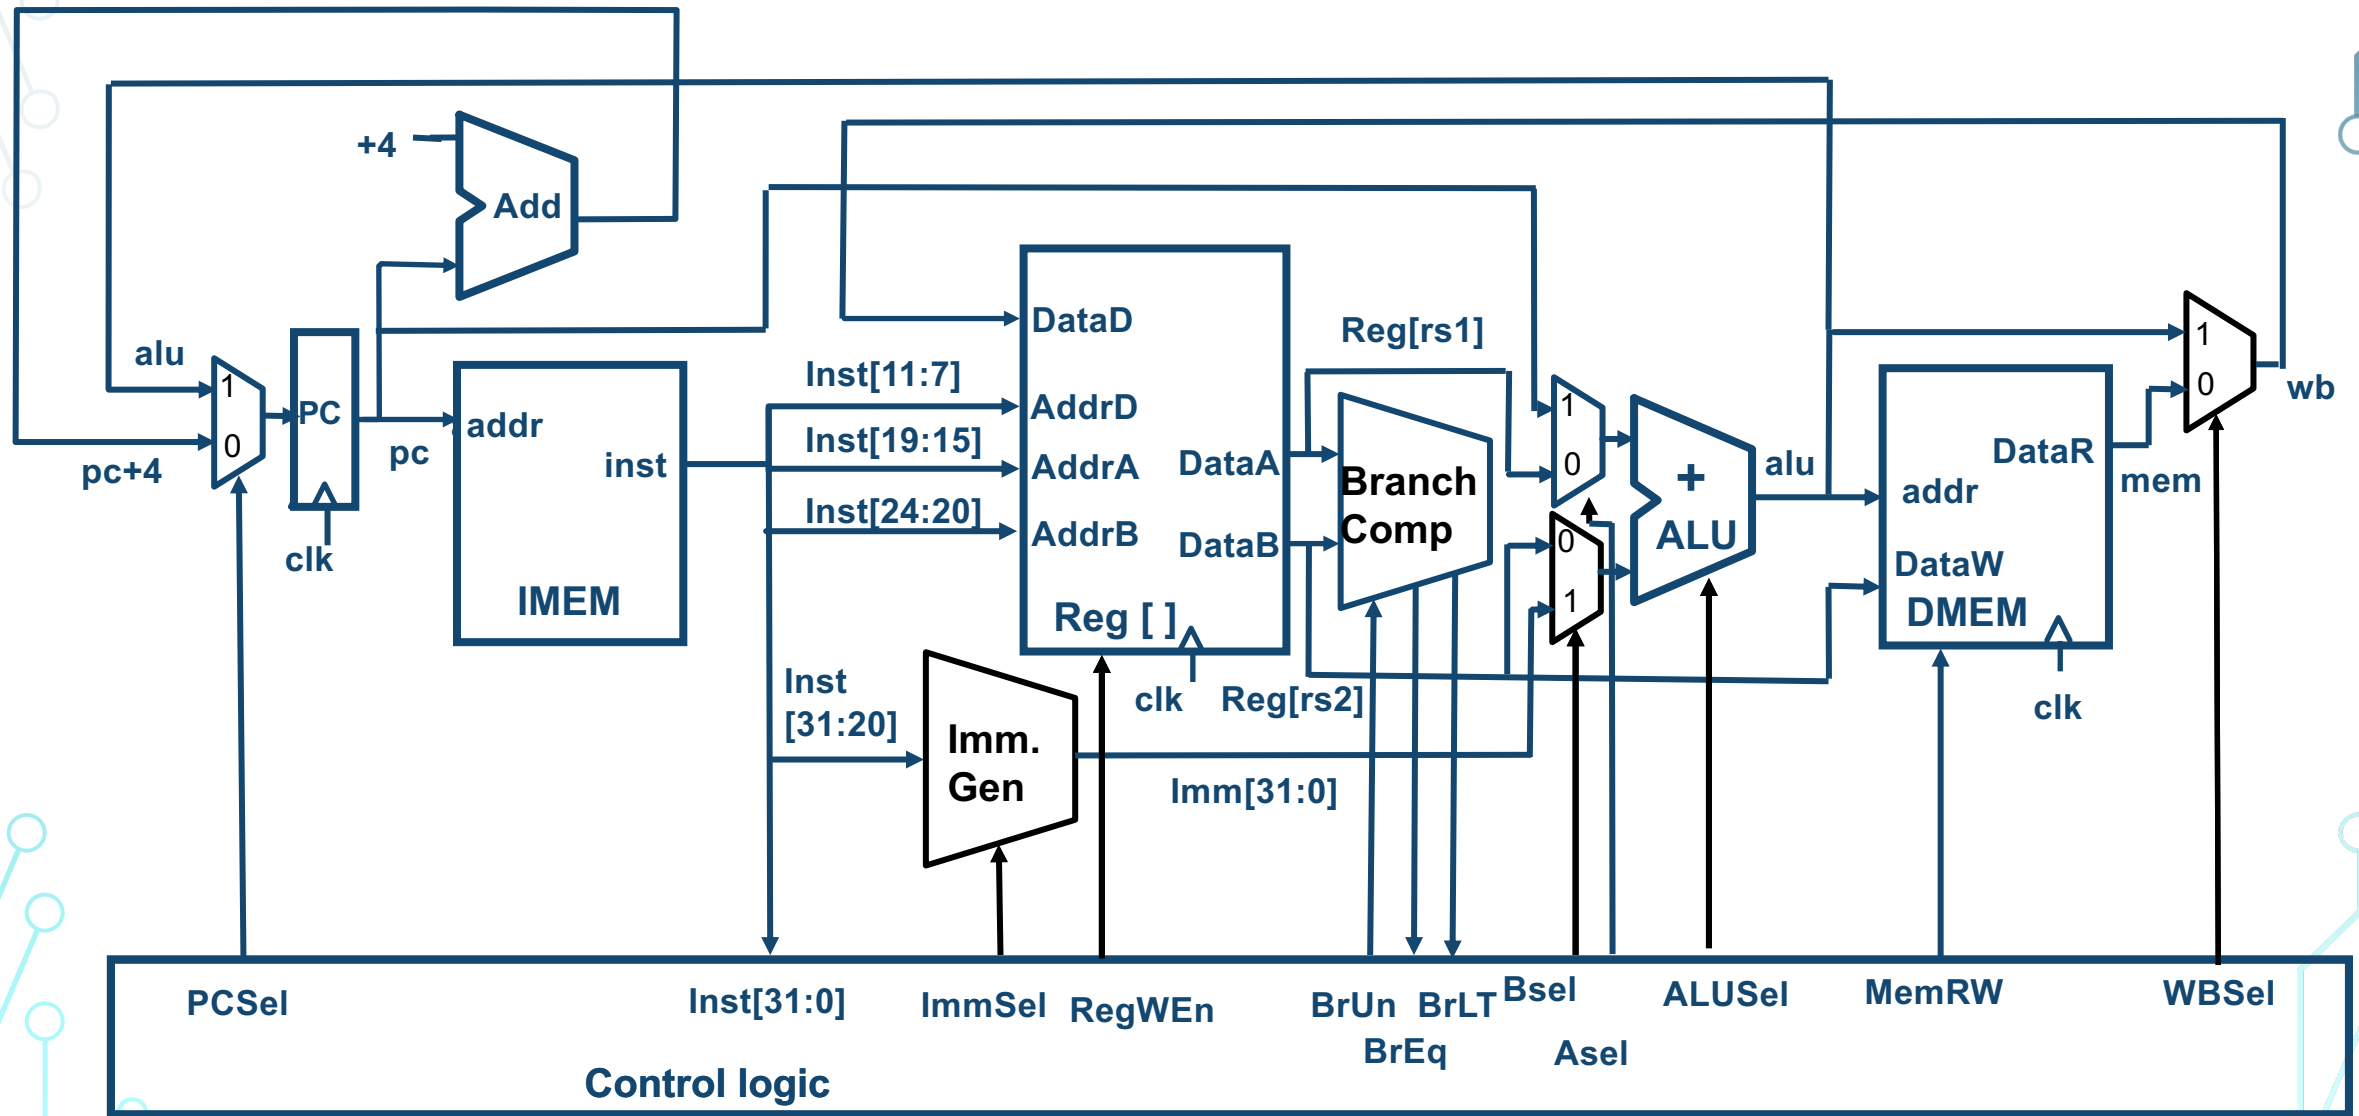 +4
Add
alu
1
0
pc+4
PC
clk
pc
addr
inst
IMEM
Inst[11:7]
Inst[19:15]
Inst[24:20]
Inst
[31:20]
DataD
AddrD
AddrA
AddrB
DataA
DataB
Reg [ ]
clk
Imm.
Gen
Imm[31:0]
Reg[rs1]
Reg[rs2]
Branch
Comp
1
0
0
1
+
ALU
alu
addr
DataW
DataR
DMEM
clk
mem
1
0
wb
PCSel
Inst[31:0]
ImmSel
RegWEn
BrUn
BrEq
BrLT
Bsel
Asel
ALUSel
MemRW
WBSel
Control logic